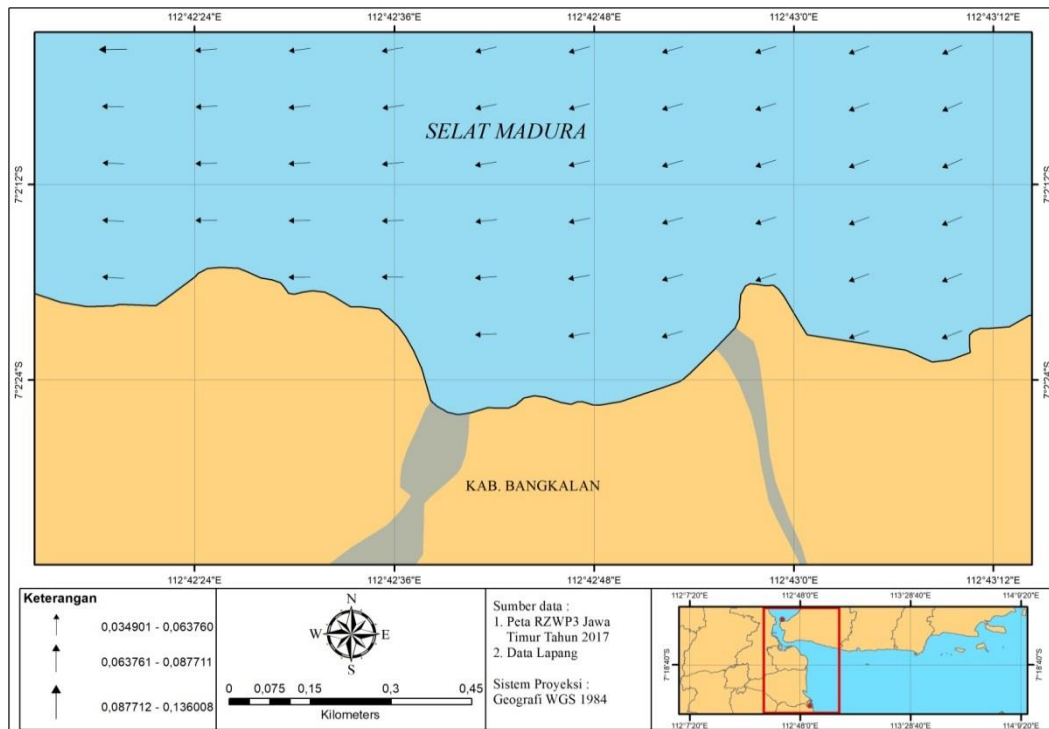 112°42'24"E 112°42'36"E 112°42'48"E 112°43'0"E 112°43'12"E
SELAT MADURA
7°2'12"S 7°2'12"S
7°2'24"S 7°2'24"S
KAB. BANGKALAN
112°42'24"E 112°42'36"E 112°42'48"E 112°43'0"E 112°43'12"E
Keterangan
0,034901 - 0,063760
0,063761 - 0,087711
0,087712 - 0,136008
N
W E
S
0 0,075 0,15 0,3 0,45
Kilometers
Sumber data :
1. Peta RZWP3 Jawa
Timur Tahun 2017
2. Data Lapang
Sistem Proyeksi :
Geografi WGS 1984
112°7'20"E 112°48'0"E 113°28'40"E 114°9'20"E
7°18'40"S 7°18'40"S
112°7'20"E 112°48'0"E 113°28'40"E 114°9'20"E